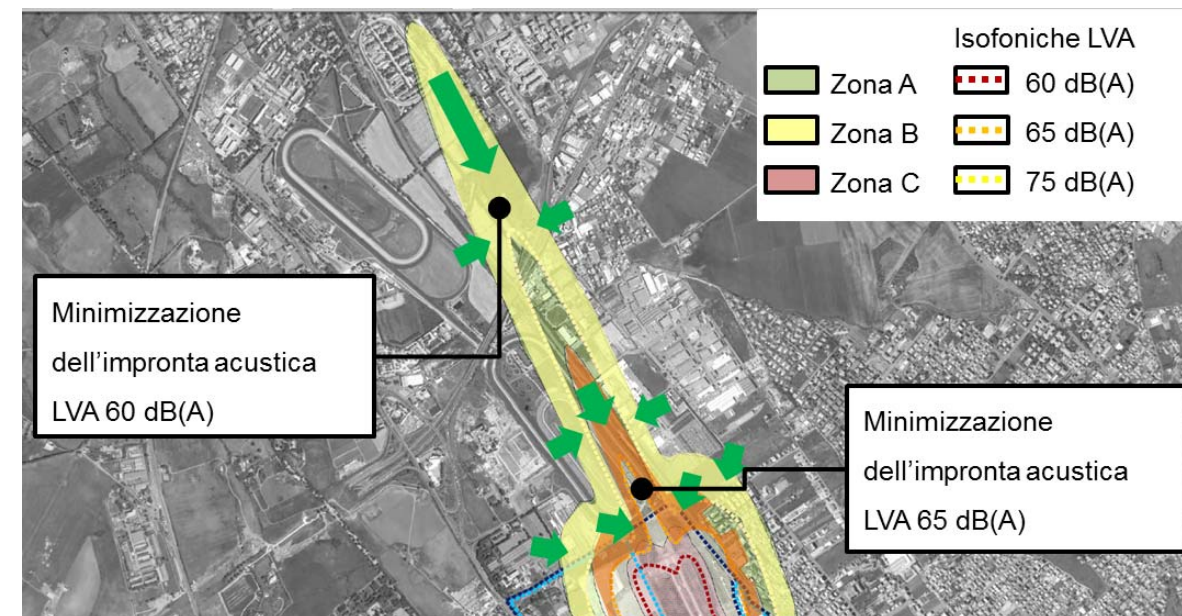 Isofoniche LVA
Zona A
60 dB(A)
Zona B
65 dB(A)
Zona C
75 dB(A)
Minimizzazione
dell’impronta acustica
LVA 60 dB(A)
Minimizzazione
dell’impronta acustica
LVA 65 dB(A)